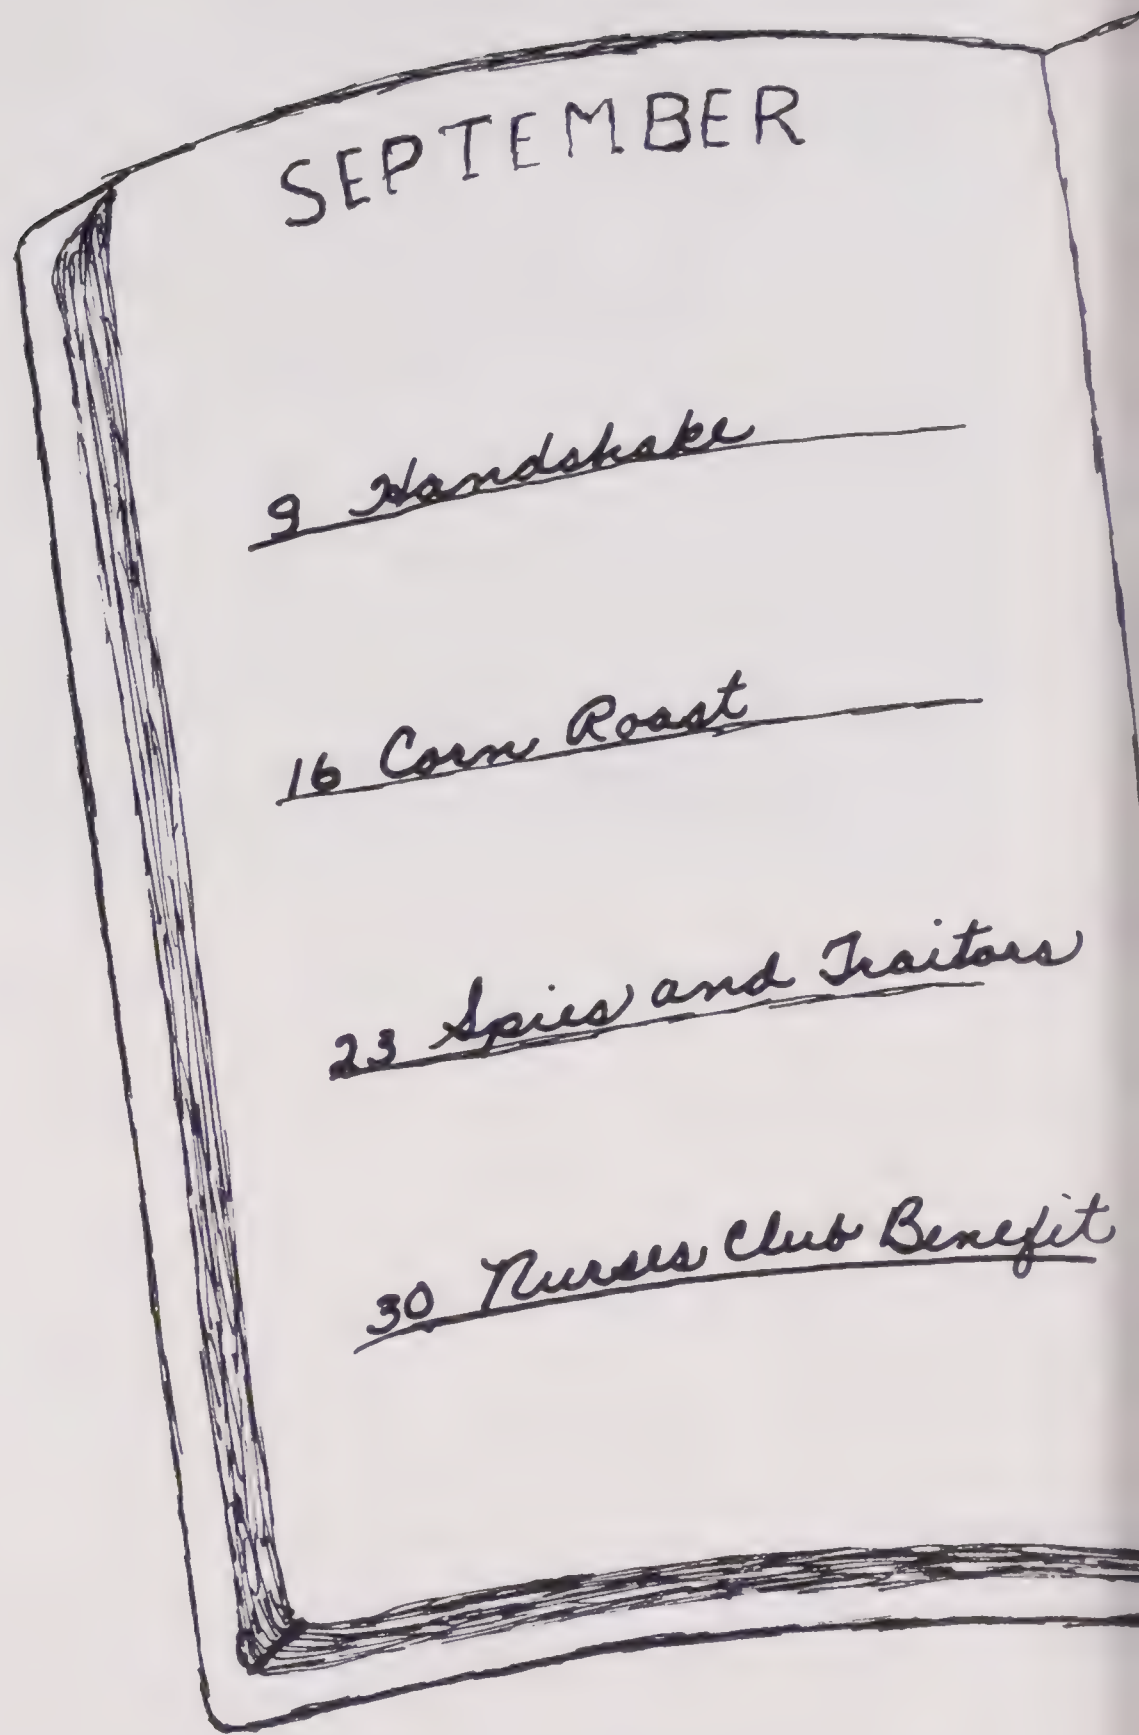 SEPTEMBER
9 Handshake
16 Corn Roast
23 Spies and Traitors
30 Nurses Club Benefit